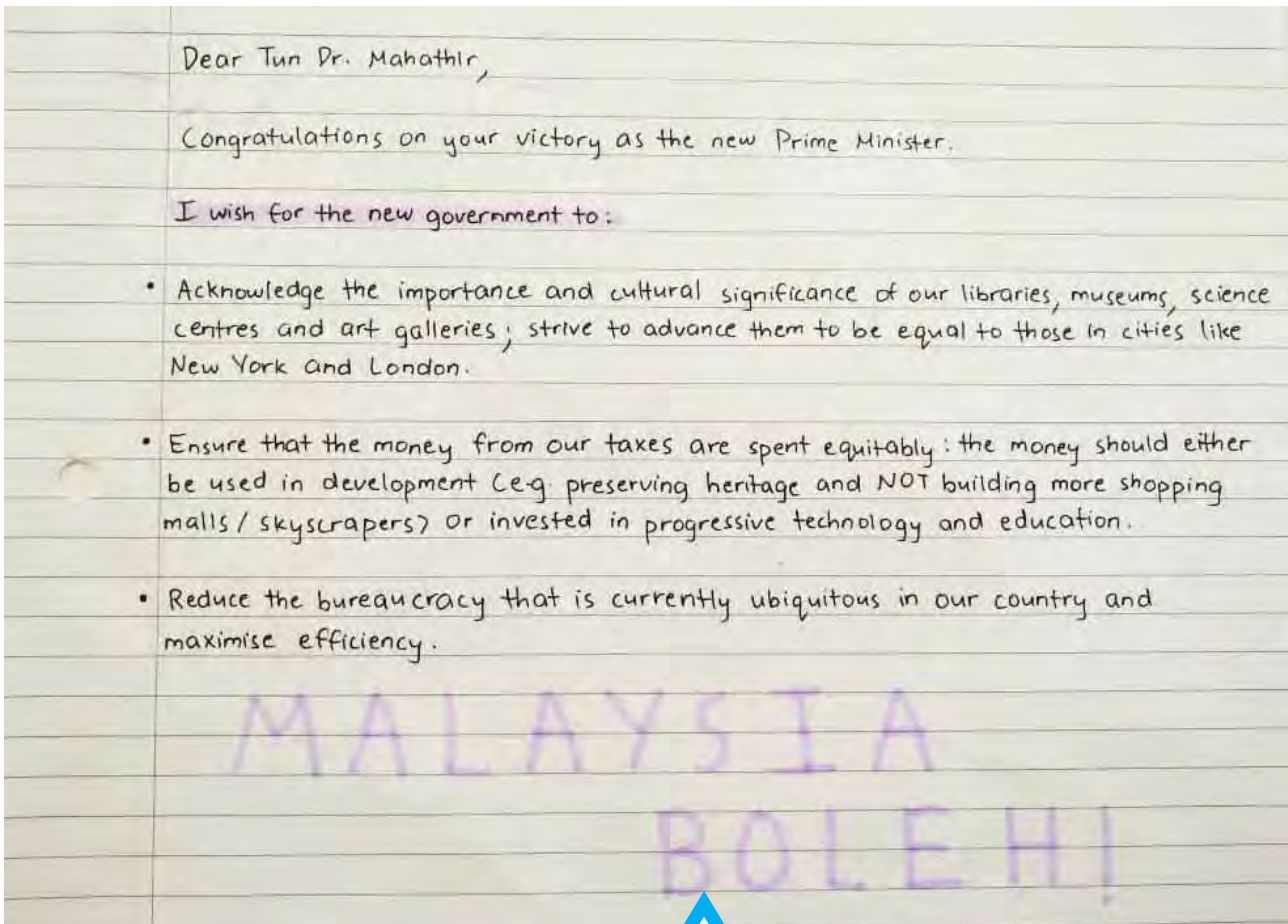 Dear Tun Dr. Mahathir,
Congratulations on your victory as the new Prime Minister.
I wish for the new government to:
• Acknowledge the importance and cultural significance of our libraries, museums, science
centres and art galleries; strive to advance them to be equal to those in cities like
New York and London.
• Ensure that the money from our taxes are spent equitably: the money should either
be used in development (e.g. preserving heritage and NOT building more shopping
malls / skyscrapers) or invested in progressive technology and education.
• Reduce the bureaucracy that is currently ubiquitous in our country and
maximise efficiency.
MALAYSIA
BOLEH!